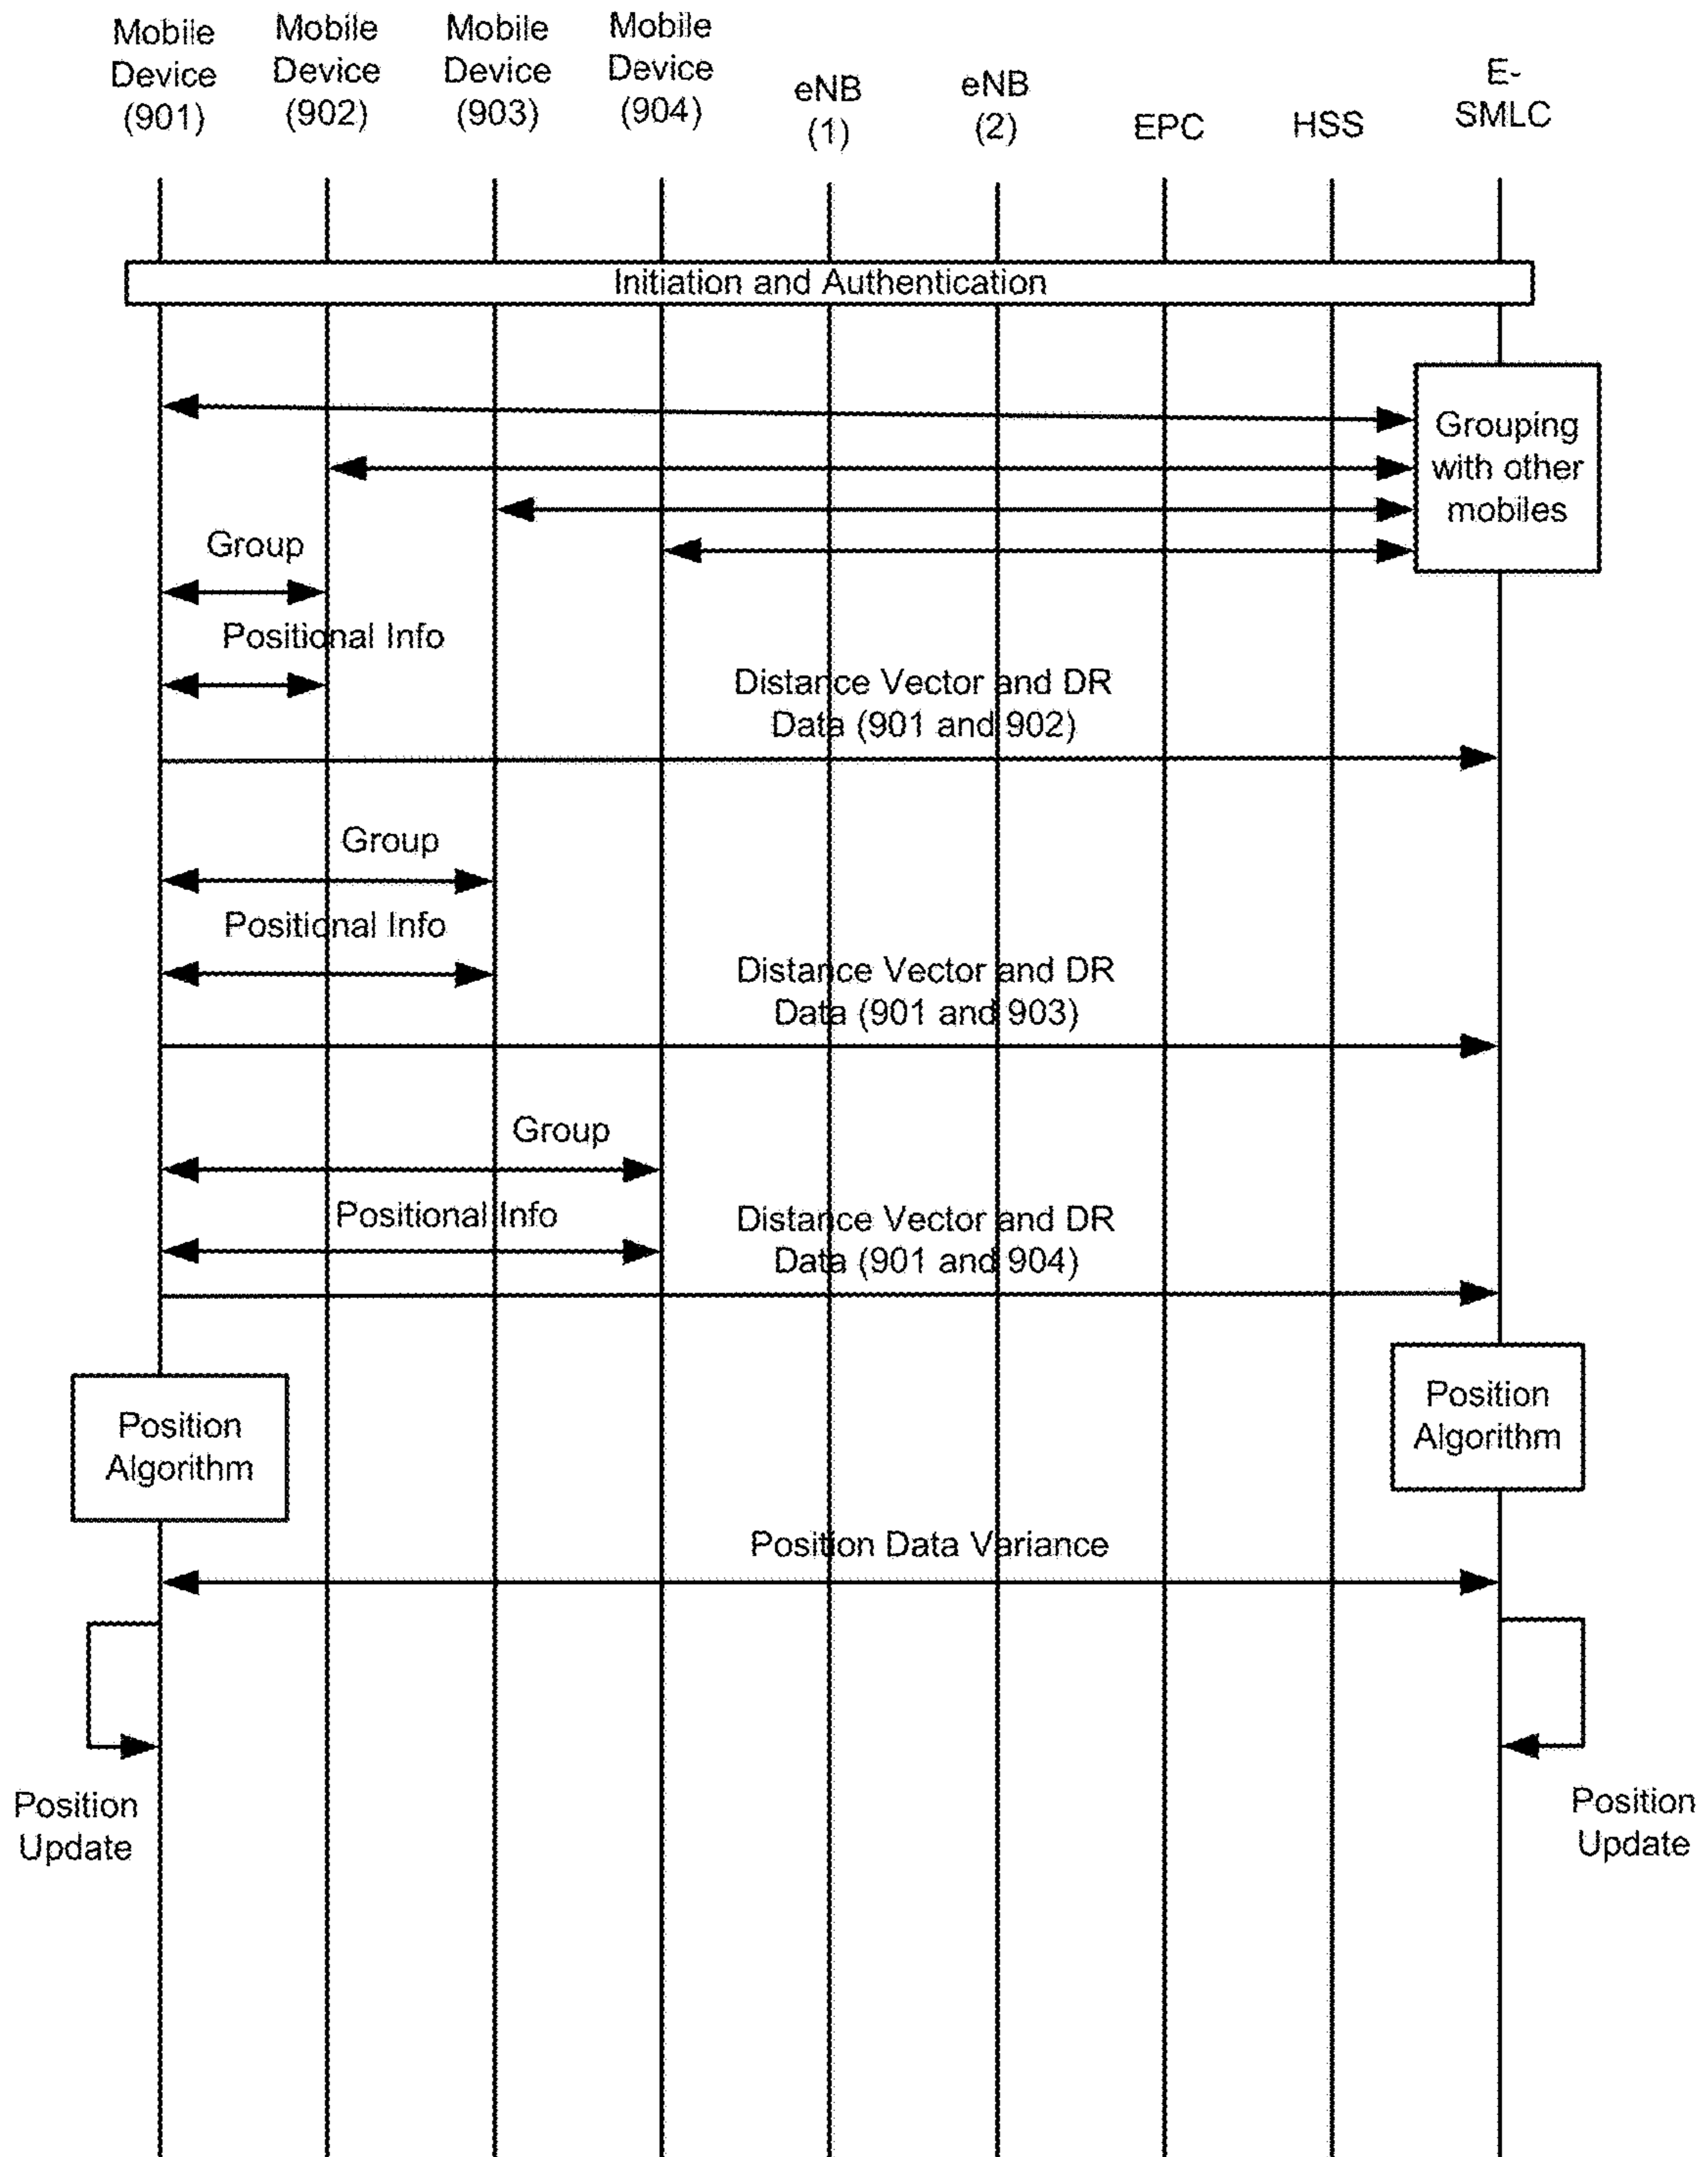 Mobile
Device
(901)
Mobile
Device
(902)
Mobile
Device
(903)
Mobile
Device
(904)
eNB
(1)
eNB
(2)
EPC
HSS
E-
SMLC
Initiation and Authentication
Grouping
with other
mobiles
Group
Positional Info
Distance Vector and DR
Data (901 and 902)
Group
Positional Info
Distance Vector and DR
Data (901 and 903)
Group
Positional Info
Distance Vector and DR
Data (901 and 904)
Position
Algorithm
Position
Algorithm
Position Data Variance
Position
Update
Position
Update